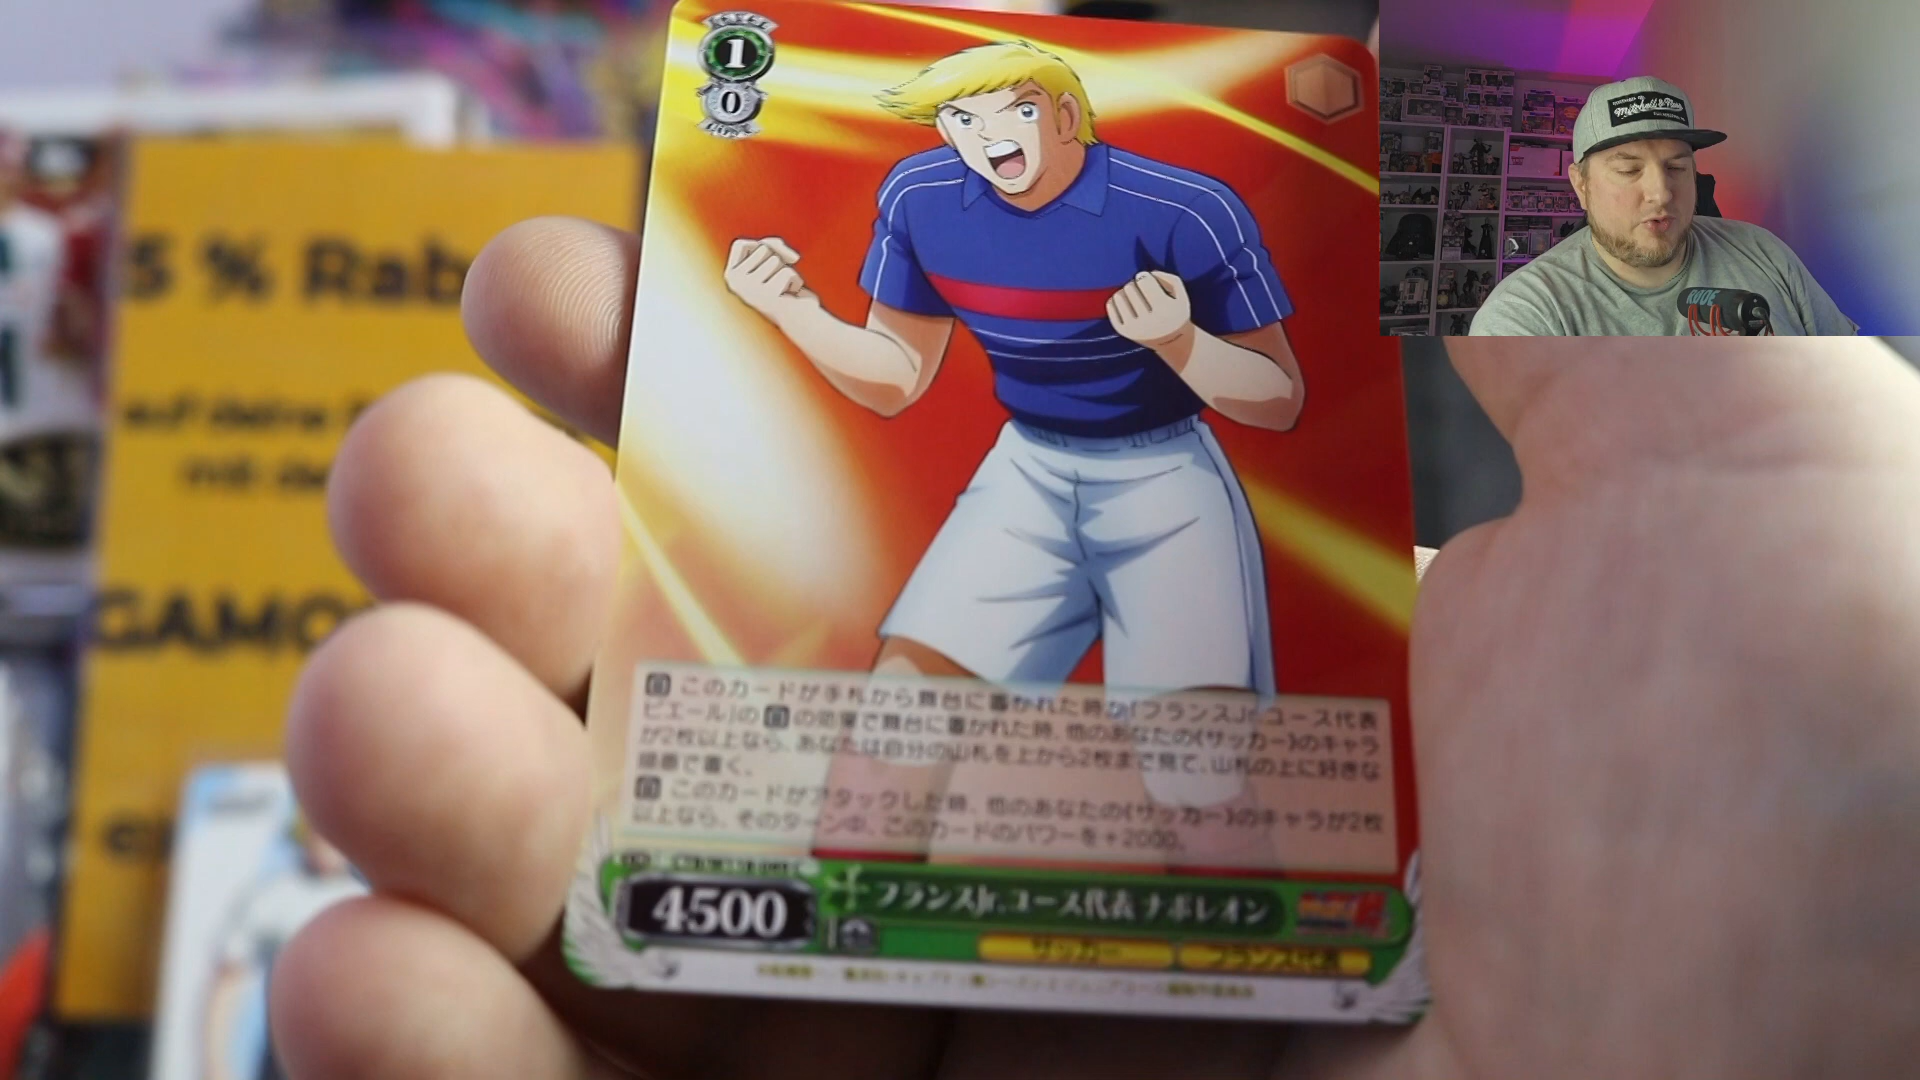 1
0
5 % Rab
auf deine
GAMO
Mitchell & Ness
RØDE
自 このカードが手札から舞台に置かれた時か「フランスJr.ユース代表
ピエール」の 自 の効果で舞台に置かれた時、他のあなたの《サッカー》のキャラ
が2枚以上なら、あなたは自分の山札を上から2枚まで見て、山札の上に好きな
順番で置く。
自 このカードがアタックした時、他のあなたの《サッカー》のキャラが2枚
以上なら、そのターン中、このカードのパワーを+2000。
4500
フランスJr.ユース代表 ナポレオン
サッカー
フランス代表